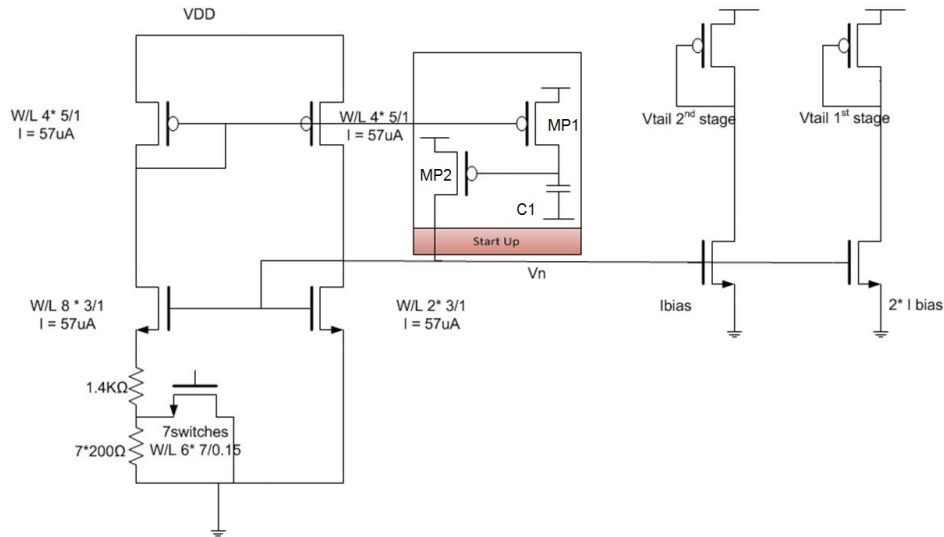 VDD
W/L 4* 5/1
I = 57uA
W/L 4* 5/1
I = 57uA
MP1
MP2
C1
Start Up
Vtail 2nd stage
Vtail 1st stage
Vn
W/L 8 * 3/1
I = 57uA
W/L 2* 3/1
I = 57uA
Ibias
2* I bias
1.4KΩ
7switches
W/L 6* 7/0.15
7*200Ω